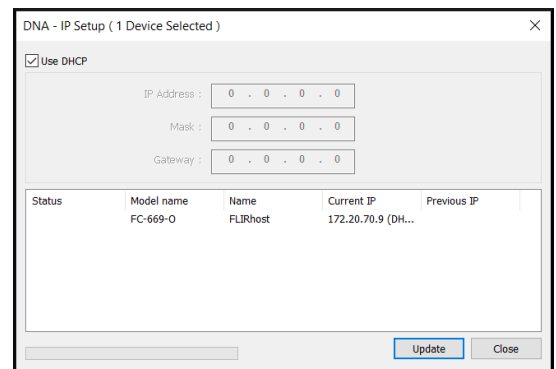 DNA - IP Setup ( 1 Device Selected )
Use DHCP
IP Address : 0 . 0 . 0 . 0
Mask : 0 . 0 . 0 . 0
Gateway : 0 . 0 . 0 . 0
Status Model name Name Current IP Previous IP
FC-669-O FLIRhost 172.20.70.9 (DH...
Update Close